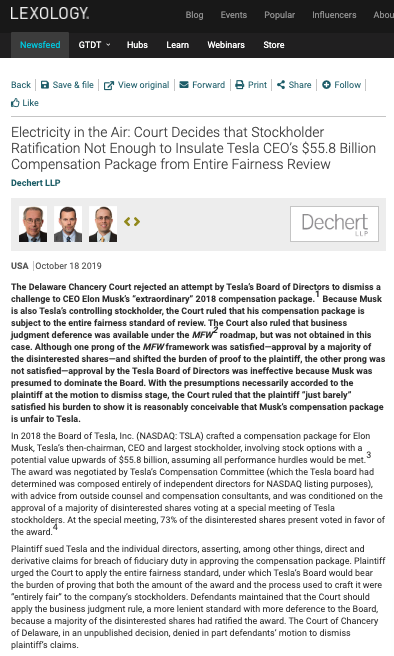 LEXOLOGY.
Blog Events Popular Influencers Abou
Newsfeed GTDT Hubs Learn Webinars Store
Back Save & file View original Forward Print Share Follow
Like
Electricity in the Air: Court Decides that Stockholder
Ratification Not Enough to Insulate Tesla CEO's $55.8 Billion
Compensation Package from Entire Fairness Review
Dechert LLP
Dechert
LLP
USA October 18 2019
The Delaware Chancery Court rejected an attempt by Tesla's Board of Directors to dismiss a
challenge to CEO Elon Musk's "extraordinary" 2018 compensation package.1 Because Musk
is also Tesla's controlling stockholder, the Court ruled that his compensation package is
subject to the entire fairness standard of review. The Court also ruled that business
judgment deference was available under the MFW2 roadmap, but was not obtained in this
case. Although one prong of the MFW framework was satisfied—approval by a majority of
the disinterested shares—and shifted the burden of proof to the plaintiff, the other prong was
not satisfied—approval by the Tesla Board of Directors was ineffective because Musk was
presumed to dominate the Board. With the presumptions necessarily accorded to the
plaintiff at the motion to dismiss stage, the Court ruled that the plaintiff "just barely"
satisfied his burden to show it is reasonably conceivable that Musk's compensation package
is unfair to Tesla.
In 2018 the Board of Tesla, Inc. (NASDAQ: TSLA) crafted a compensation package for Elon
Musk, Tesla's then-chairman, CEO and largest stockholder, involving stock options with a
potential value upwards of $55.8 billion, assuming all performance hurdles would be met.3
The award was negotiated by Tesla's Compensation Committee (which the Tesla board had
determined was composed entirely of independent directors for NASDAQ listing purposes),
with advice from outside counsel and compensation consultants, and was conditioned on the
approval of a majority of disinterested shares voting at a special meeting of Tesla
stockholders. At the special meeting, 73% of the disinterested shares present voted in favor of
the award.4
Plaintiff sued Tesla and the individual directors, asserting, among other things, direct and
derivative claims for breach of fiduciary duty in approving the compensation package. Plaintiff
urged the Court to apply the entire fairness standard, under which Tesla's Board would bear
the burden of proving that both the amount of the award and the process used to craft it were
"entirely fair" to the company's stockholders. Defendants maintained that the Court should
apply the business judgment rule, a more lenient standard with more deference to the Board,
because a majority of the disinterested shares had ratified the award. The Court of Chancery
of Delaware, in an unpublished decision, denied in part defendants' motion to dismiss
plaintiff's claims.